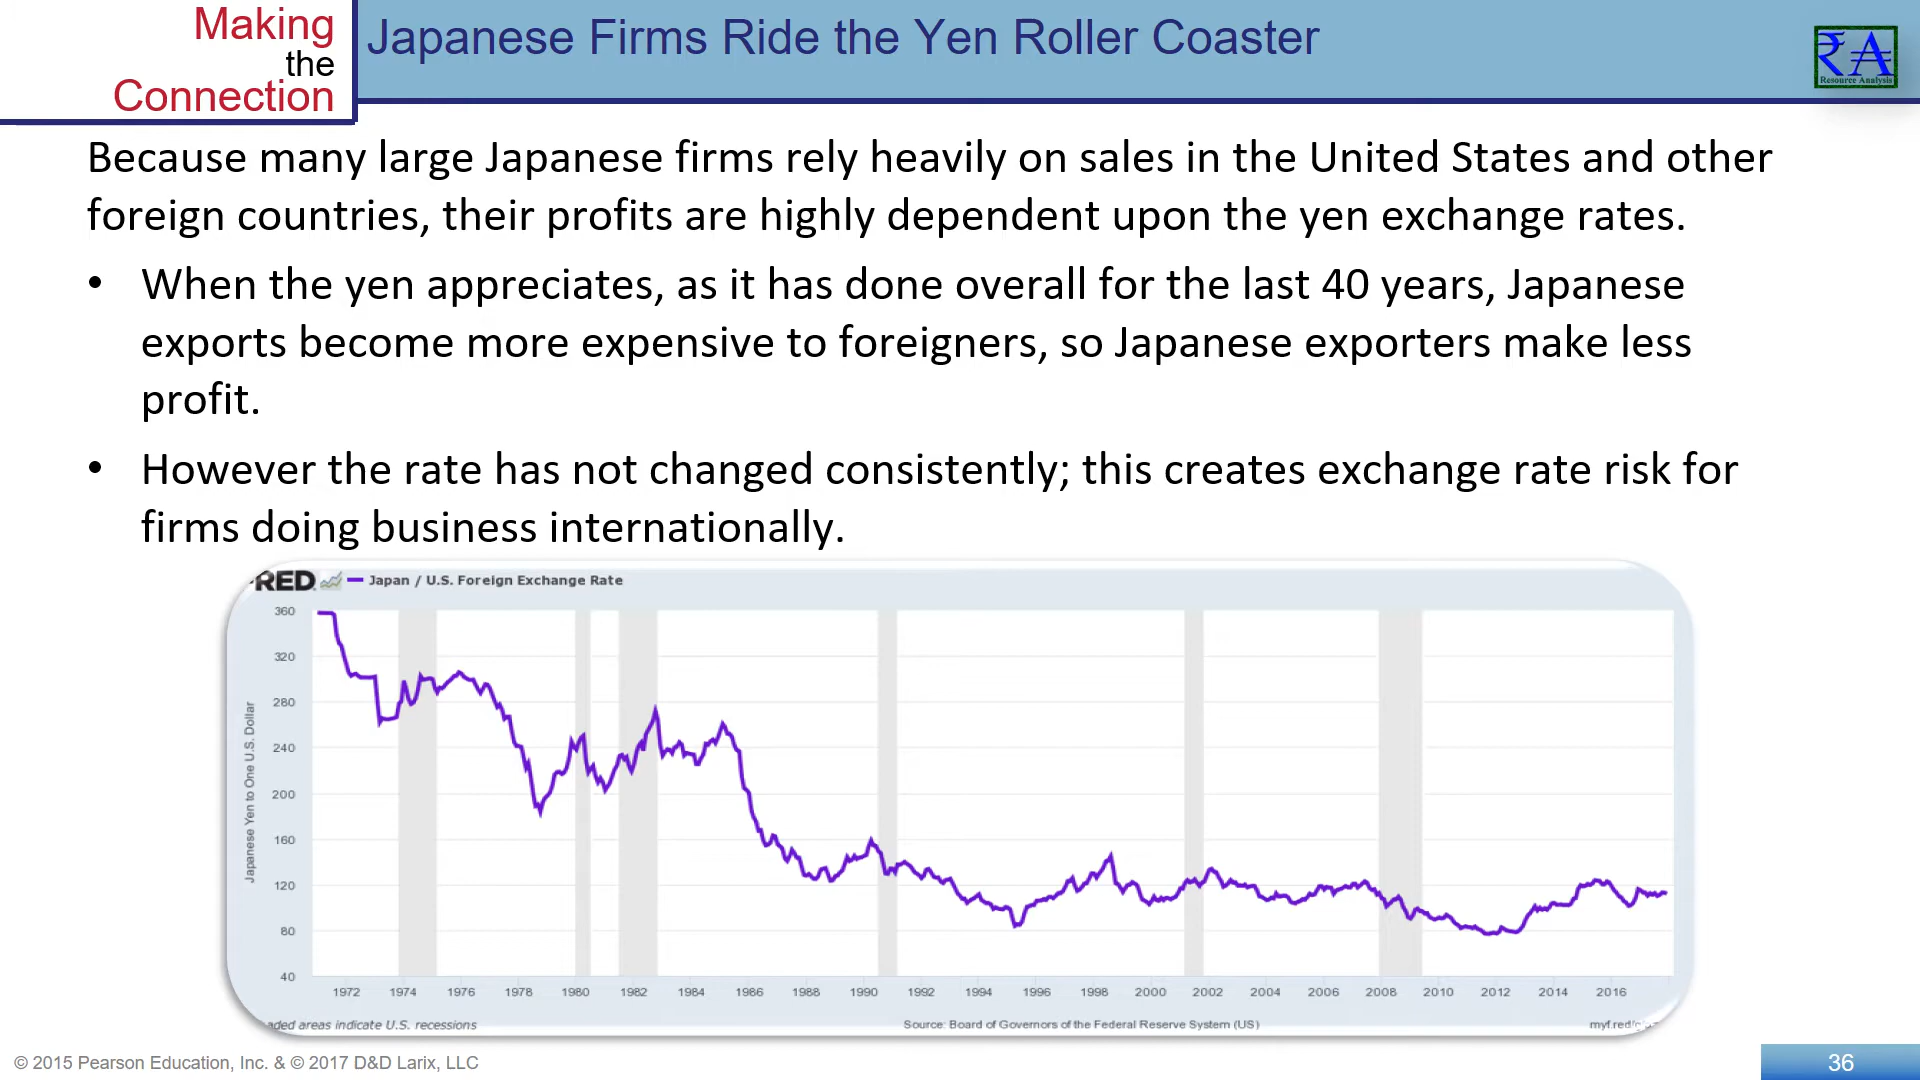 Making
the
Connection
Japanese Firms Ride the Yen Roller Coaster
₹A
Resource Analysis
Because many large Japanese firms rely heavily on sales in the United States and other
foreign countries, their profits are highly dependent upon the yen exchange rates.
• When the yen appreciates, as it has done overall for the last 40 years, Japanese
exports become more expensive to foreigners, so Japanese exporters make less
profit.
• However the rate has not changed consistently; this creates exchange rate risk for
firms doing business internationally.
RED Japan / U.S. Foreign Exchange Rate
Japanese Yen to One U.S. Dollar
360
320
280
240
200
160
120
80
40
1972 1974 1976 1978 1980 1982 1984 1986 1988 1990 1992 1994 1996 1998 2000 2002 2004 2006 2008 2010 2012 2014 2016
aded areas indicate U.S. recessions Source: Board of Governors of the Federal Reserve System (US) myf.red/
© 2015 Pearson Education, Inc. & © 2017 D&D Larix, LLC
36